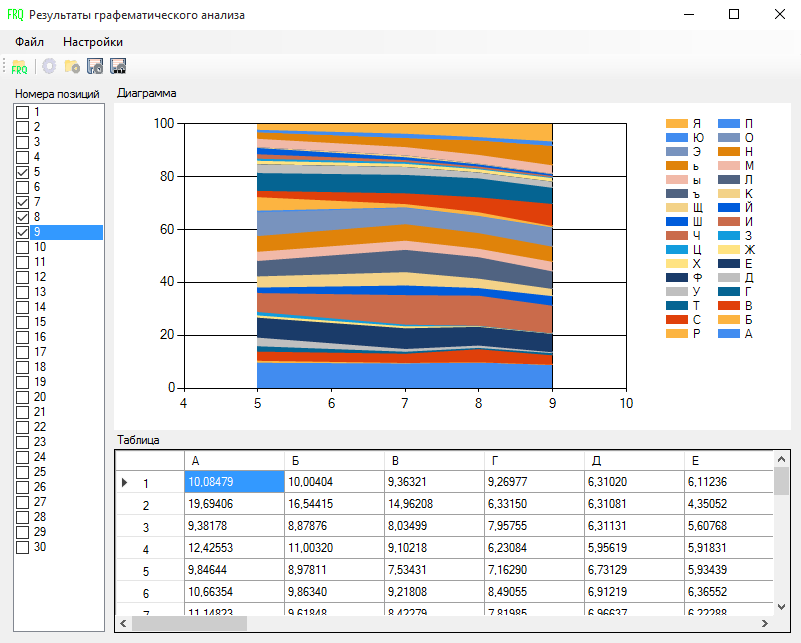 FRQ Результаты графематического анализа
Файл Настройки
FRQ
Номера позиций
1
2
3
4
5
6
7
8
9
10
11
12
13
14
15
16
17
18
19
20
21
22
23
24
25
26
27
28
29
30
Диаграмма
100
80
60
40
20
0
4 5 6 7 8 9 10
Я П
Ю О
Э Н
ь М
ы Л
ъ К
Щ Й
Ш И
Ч З
Ц Ж
Х Е
Ф Д
У Г
Т В
С Б
Р А
Таблица
А Б В Г Д Е
1 10,08479 10,00404 9,36321 9,26977 6,31020 6,11236
2 19,69406 16,54415 14,96208 6,33150 6,31081 4,35052
3 9,38178 8,87876 8,03499 7,95755 6,31131 5,60768
4 12,42553 11,00320 9,10218 6,23084 5,95619 5,91831
5 9,84644 8,97811 7,53431 7,16290 6,73129 5,93439
6 10,66354 9,86340 9,21808 8,49055 6,91219 6,36552
7 11,14823 9,61848 8,42279 7,81985 6,96637 6,22288